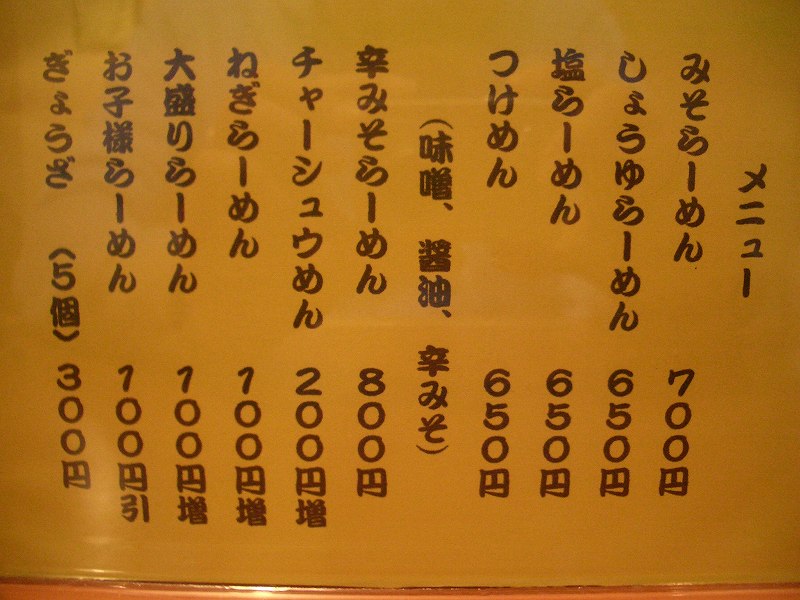 メニュー
みそらーめん 700円
しょうゆらーめん 650円
塩らーめん 650円
つけめん 650円
（味噌、醤油、辛みそ）
辛みそらーめん 800円
チャーシュウめん 200円増
ねぎらーめん 100円増
大盛りらーめん 100円増
お子様らーめん 100円引
ぎょうざ （5個） 300円